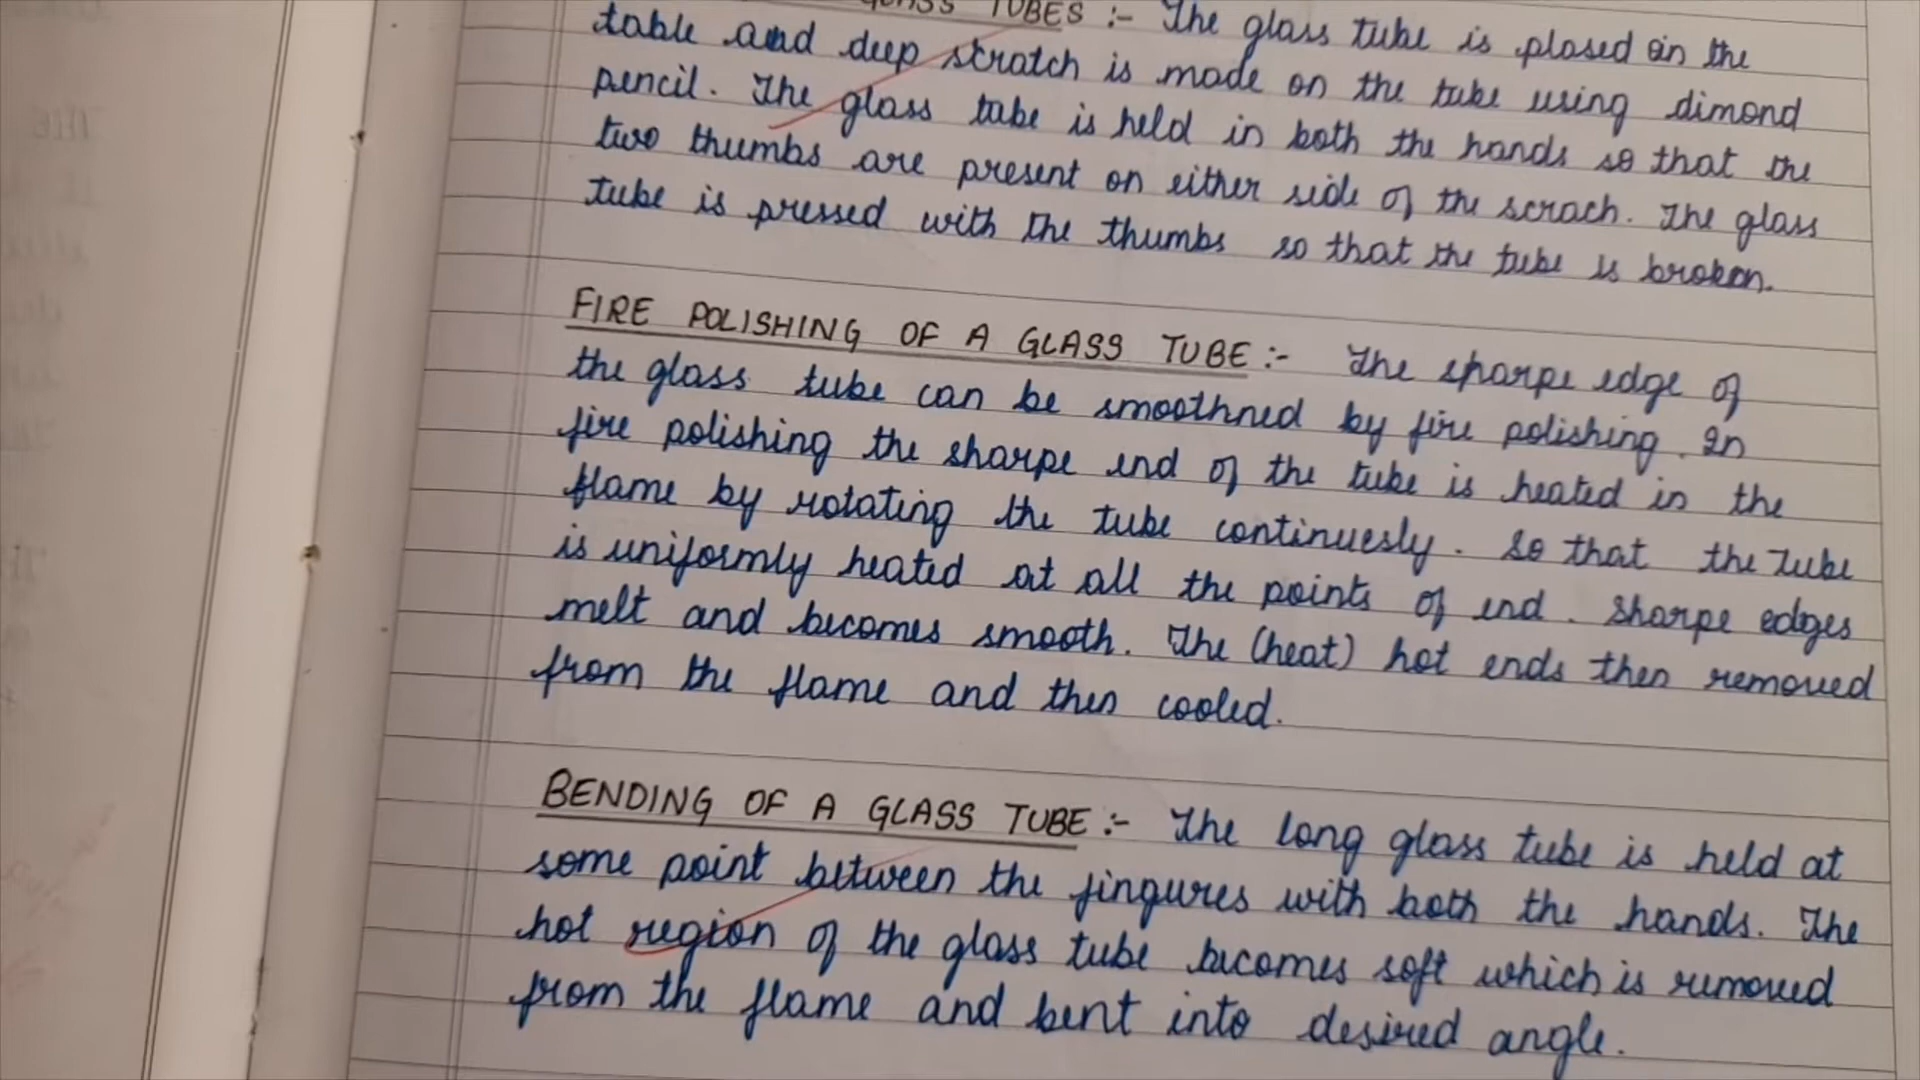 GLASS TUBES :- The glass tube is plased in the
table and deep scratch is made on the tube using dimond
pencil. The glass tube is held in both the hands so that the
two thumbs are present on either side of the scrach. The glass
tube is pressed with the thumbs so that the tube is broken.
FIRE POLISHING OF A GLASS TUBE :- The sharpe edge of
the glass tube can be smoothned by fire polishing. In
fire polishing the sharpe end of the tube is heated in the
flame by rotating the tube continuesly. So that the tube
is uniformly heated at all the points of end. Sharpe edges
melt and becomes smooth. The (heat) hot ends then removed
from the flame and then cooled.
BENDING OF A GLASS TUBE :- The long glass tube is held at
some point between the fingures with both the hands. The
hot region of the glass tube becomes soft which is removed
from the flame and bent into desired angle.